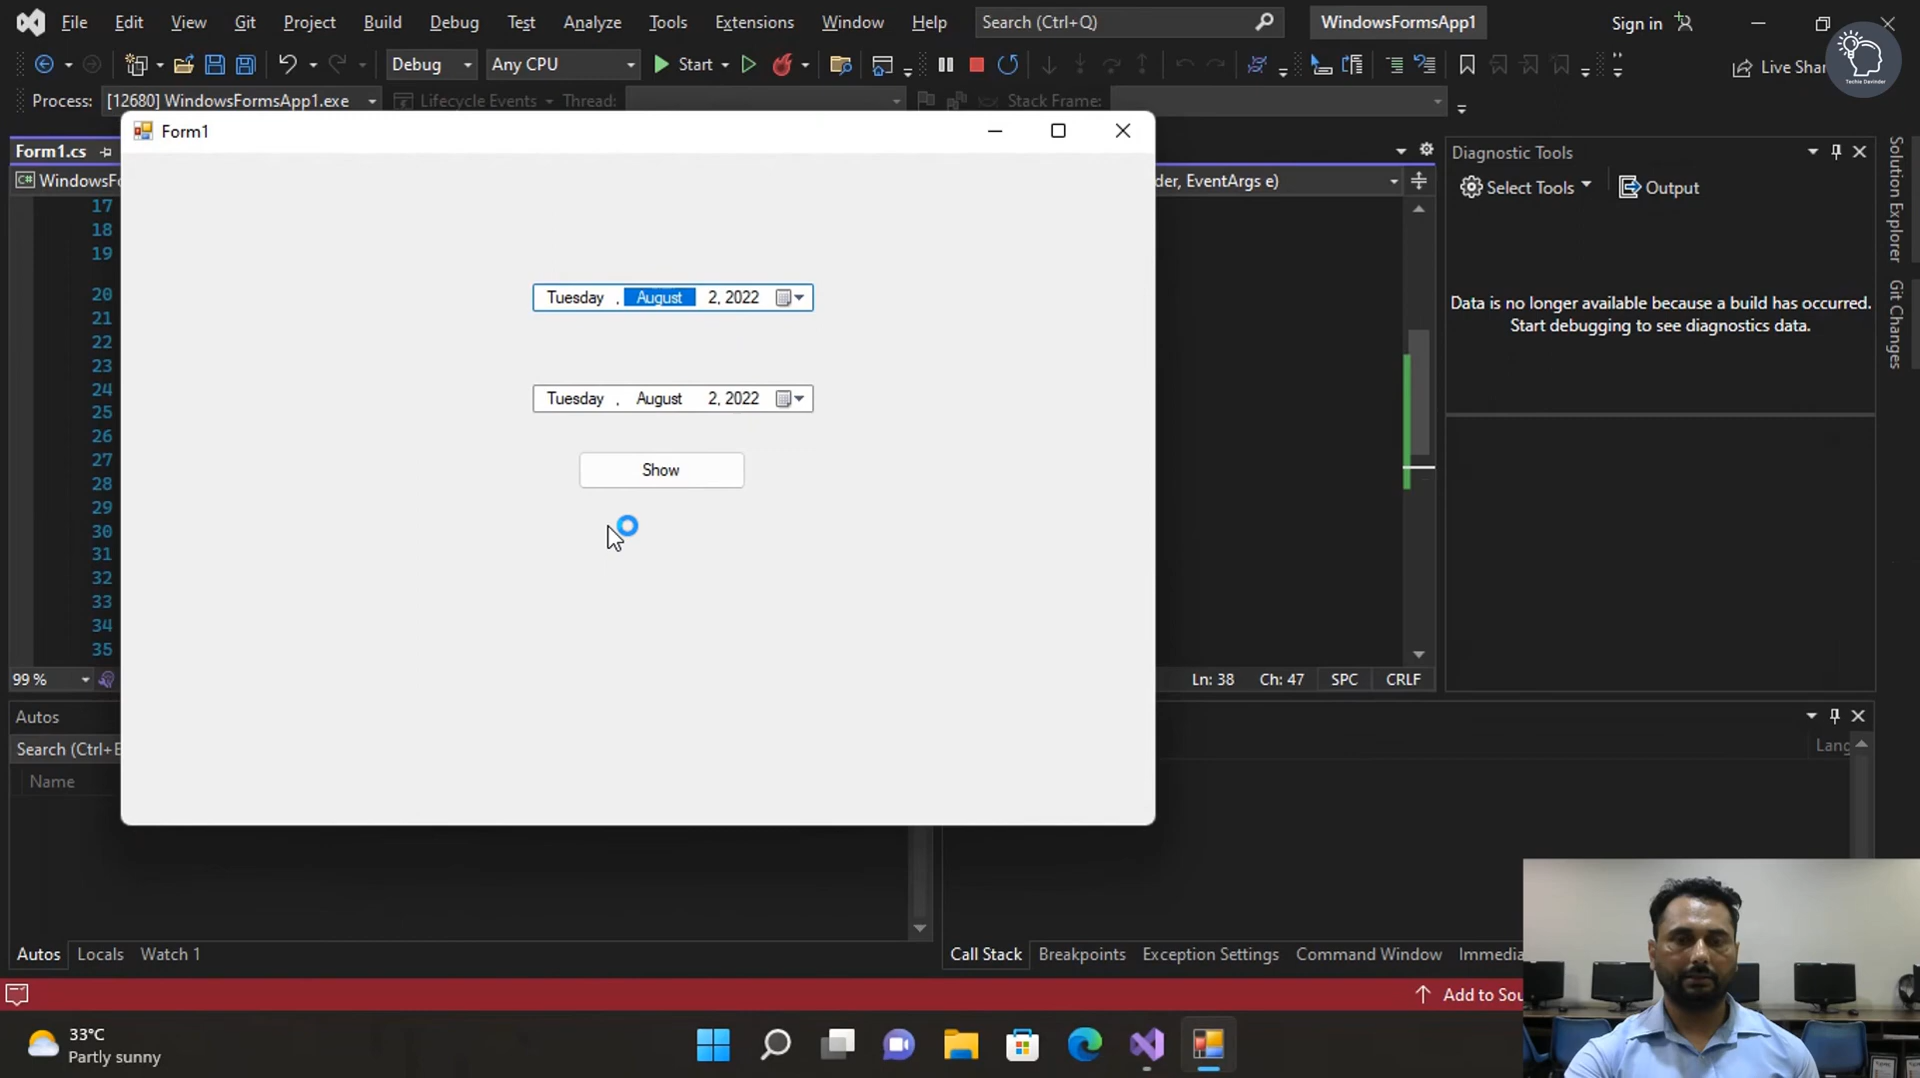 File Edit View Git Project Build Debug Test Analyze Tools Extensions Window Help Search (Ctrl+Q) WindowsFormsApp1 Sign in
Debug Any CPU Start Live Shar
Techie Davinder
Process: [12680] WindowsFormsApp1.exe Lifecycle Events Thread: Stack Frame:
Form1
Form1.cs
Diagnostic Tools
WindowsFo
der, EventArgs e)
Select Tools Output
Solution Explorer
Git Changes
17
18
19
20
21
22
23
24
25
26
27
28
29
30
31
32
33
34
35
Tuesday , August 2, 2022
Data is no longer available because a build has occurred.
Start debugging to see diagnostics data.
Tuesday , August 2, 2022
Show
99 % Ln: 38 Ch: 47 SPC CRLF
Autos
Search (Ctrl+E
Lang
Name
Autos Locals Watch 1
Call Stack Breakpoints Exception Settings Command Window Immedia
Add to Sou
33°C
Partly sunny